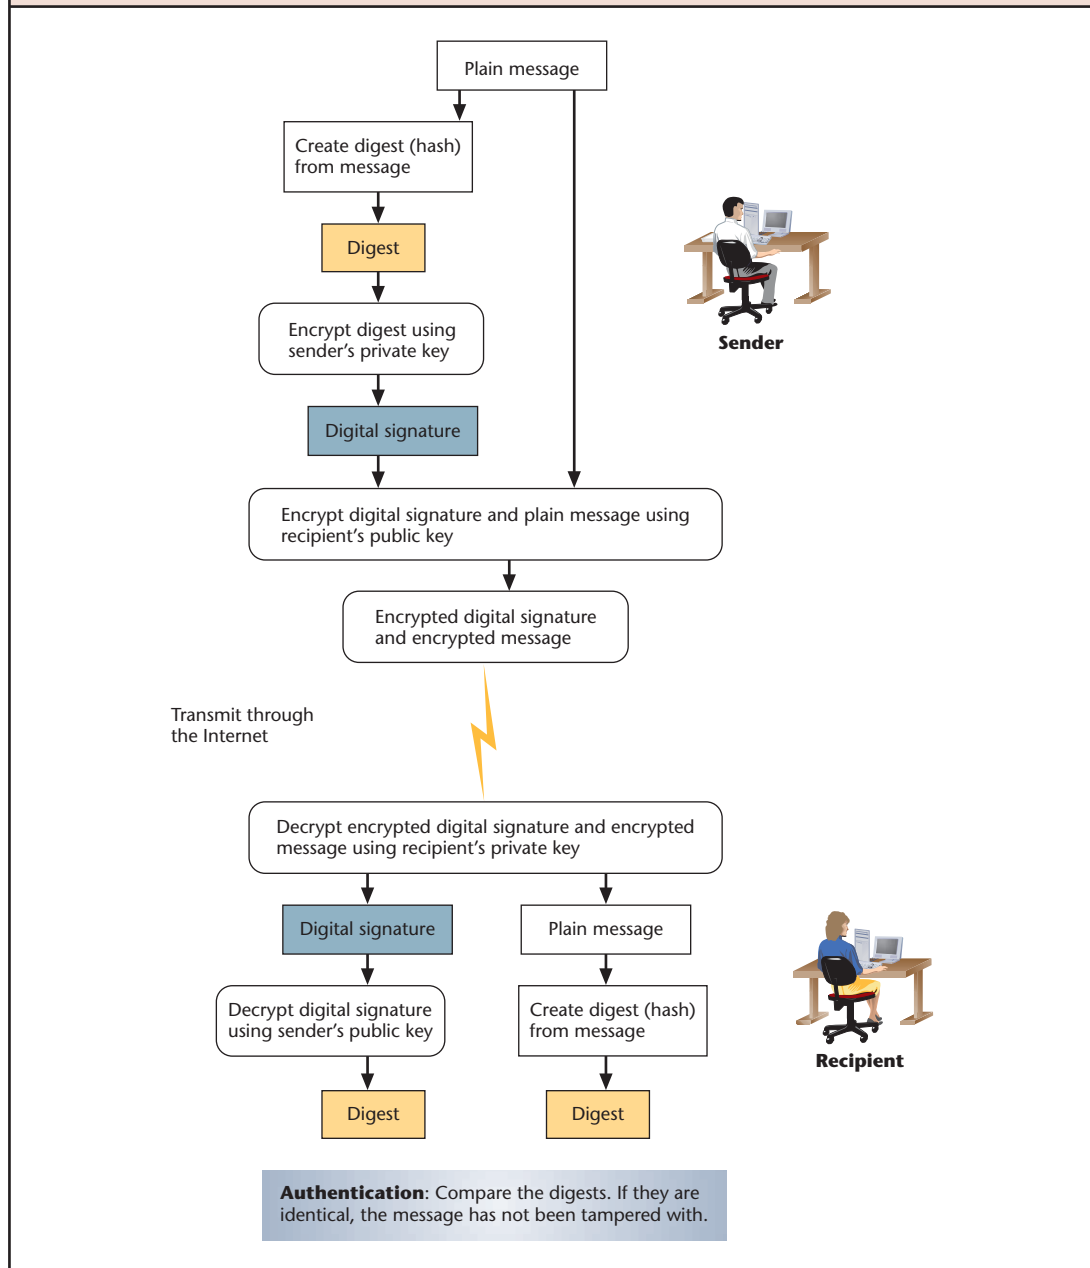 Plain message
Create digest (hash)
from message
Digest
Encrypt digest using
sender’s private key
Sender
Digital signature
Encrypt digital signature and plain message using
recipient’s public key
Encrypted digital signature
and encrypted message
Transmit through
the Internet
Decrypt encrypted digital signature and encrypted
message using recipient’s private key
Digital signature
Plain message
Decrypt digital signature
using sender’s public key
Create digest (hash)
from message
Recipient
Digest
Digest
Authentication: Compare the digests. If they are
identical, the message has not been tampered with.